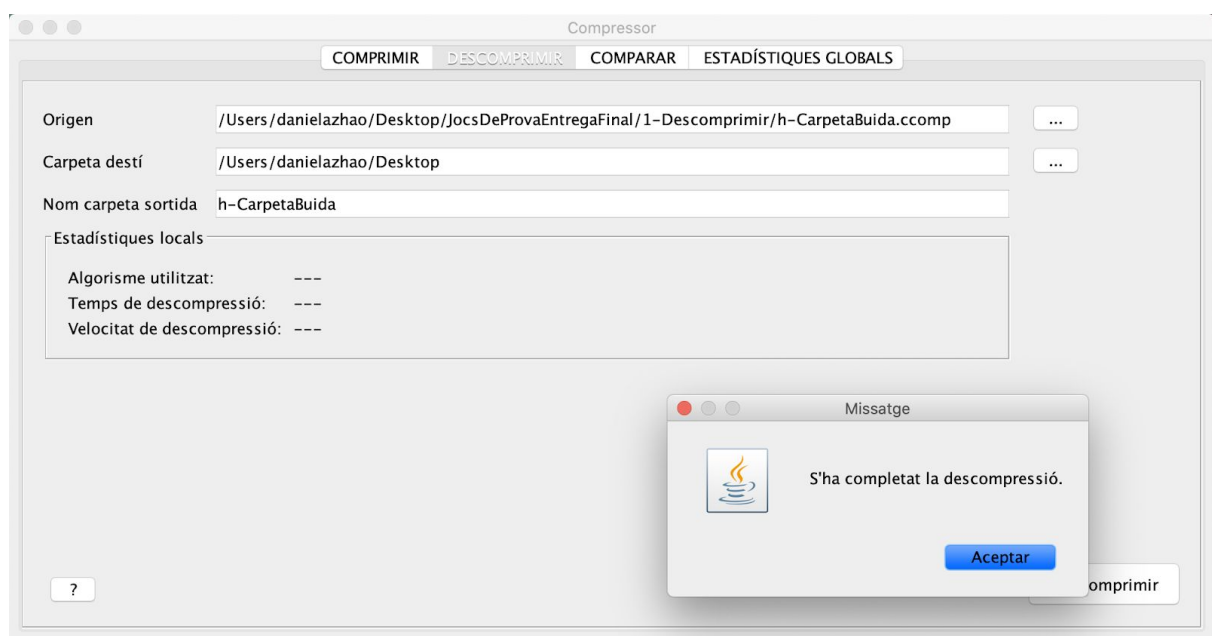 Compressor
COMPRIMIR DESCOMPRIMIR COMPARAR ESTADÍSTIQUES GLOBALS
Origen /Users/danielazhao/Desktop/JocsDeProvaEntregaFinal/1-Descomprimir/h-CarpetaBuida.ccomp ...
Carpeta destí /Users/danielazhao/Desktop ...
Nom carpeta sortida h-CarpetaBuida
Estadístiques locals
Algorisme utilitzat: ---
Temps de descompressió: ---
Velocitat de descompressió: ---
Missatge
S'ha completat la descompressió.
Aceptar
? omprimir